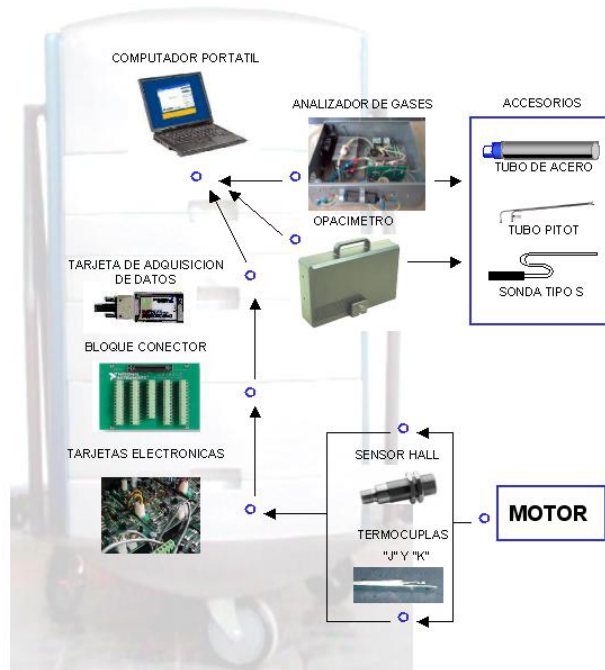 COMPUTADOR PORTATIL
ANALIZADOR DE GASES
ACCESORIOS
TUBO DE ACERO
OPACIMETRO
TUBO PITOT
TARJETA DE ADQUISICION
DE DATOS
SONDA TIPO S
BLOQUE CONECTOR
TARJETAS ELECTRONICAS
SENSOR HALL
MOTOR
TERMOCUPLAS
"J" Y "K"